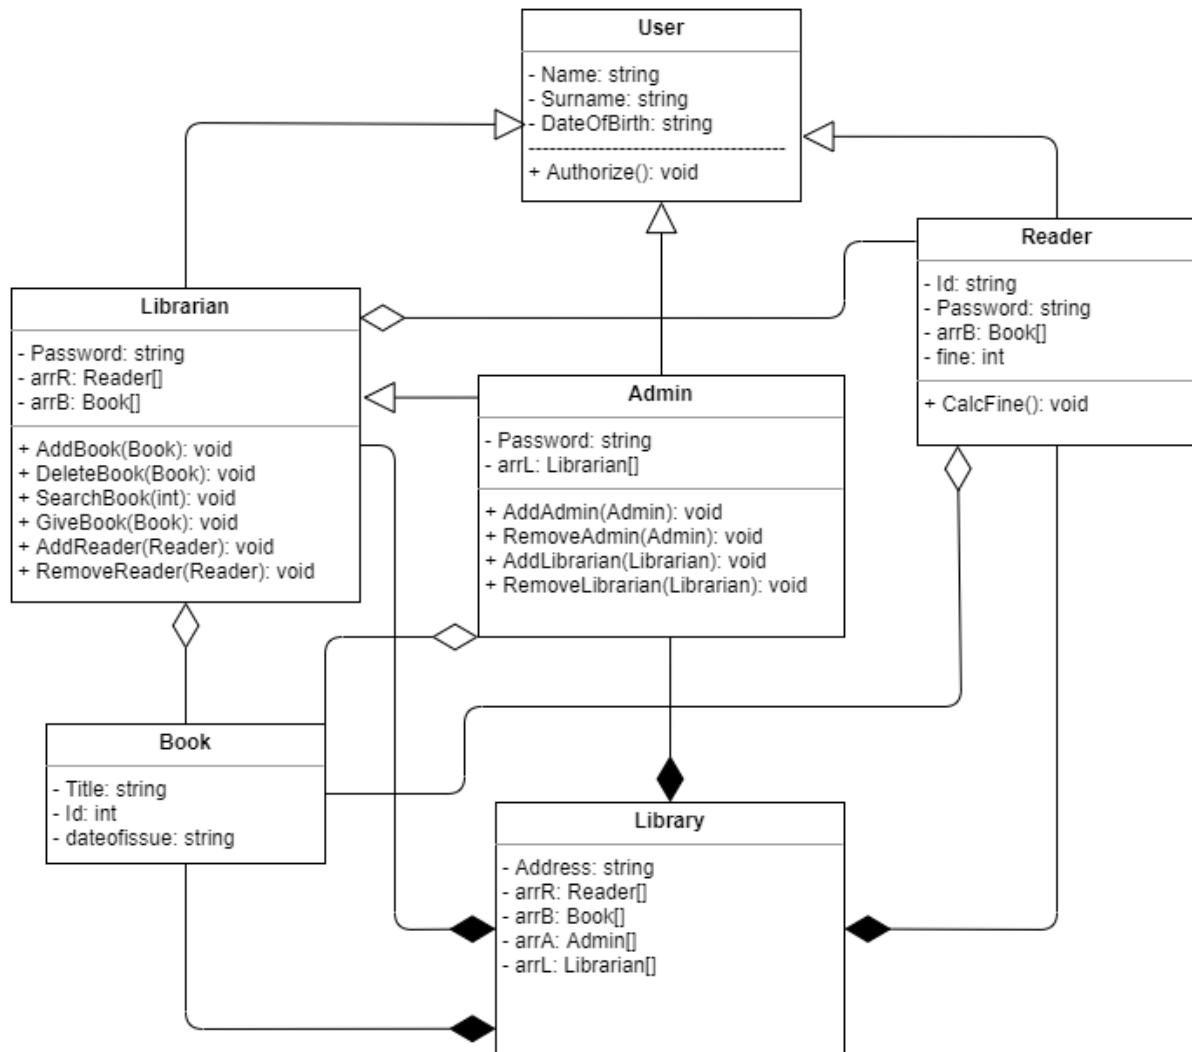 User
- Name: string
- Surname: string
- DateOfBirth: string
-----------------------------------
+ Authorize(): void
Reader
- Id: string
- Password: string
- arrB: Book[]
- fine: int
+ CalcFine(): void
Librarian
- Password: string
- arrR: Reader[]
- arrB: Book[]
+ AddBook(Book): void
+ DeleteBook(Book): void
+ SearchBook(int): void
+ GiveBook(Book): void
+ AddReader(Reader): void
+ RemoveReader(Reader): void
Admin
- Password: string
- arrL: Librarian[]
+ AddAdmin(Admin): void
+ RemoveAdmin(Admin): void
+ AddLibrarian(Librarian): void
+ RemoveLibrarian(Librarian): void
Book
- Title: string
- Id: int
- dateofissue: string
Library
- Address: string
- arrR: Reader[]
- arrB: Book[]
- arrA: Admin[]
- arrL: Librarian[]